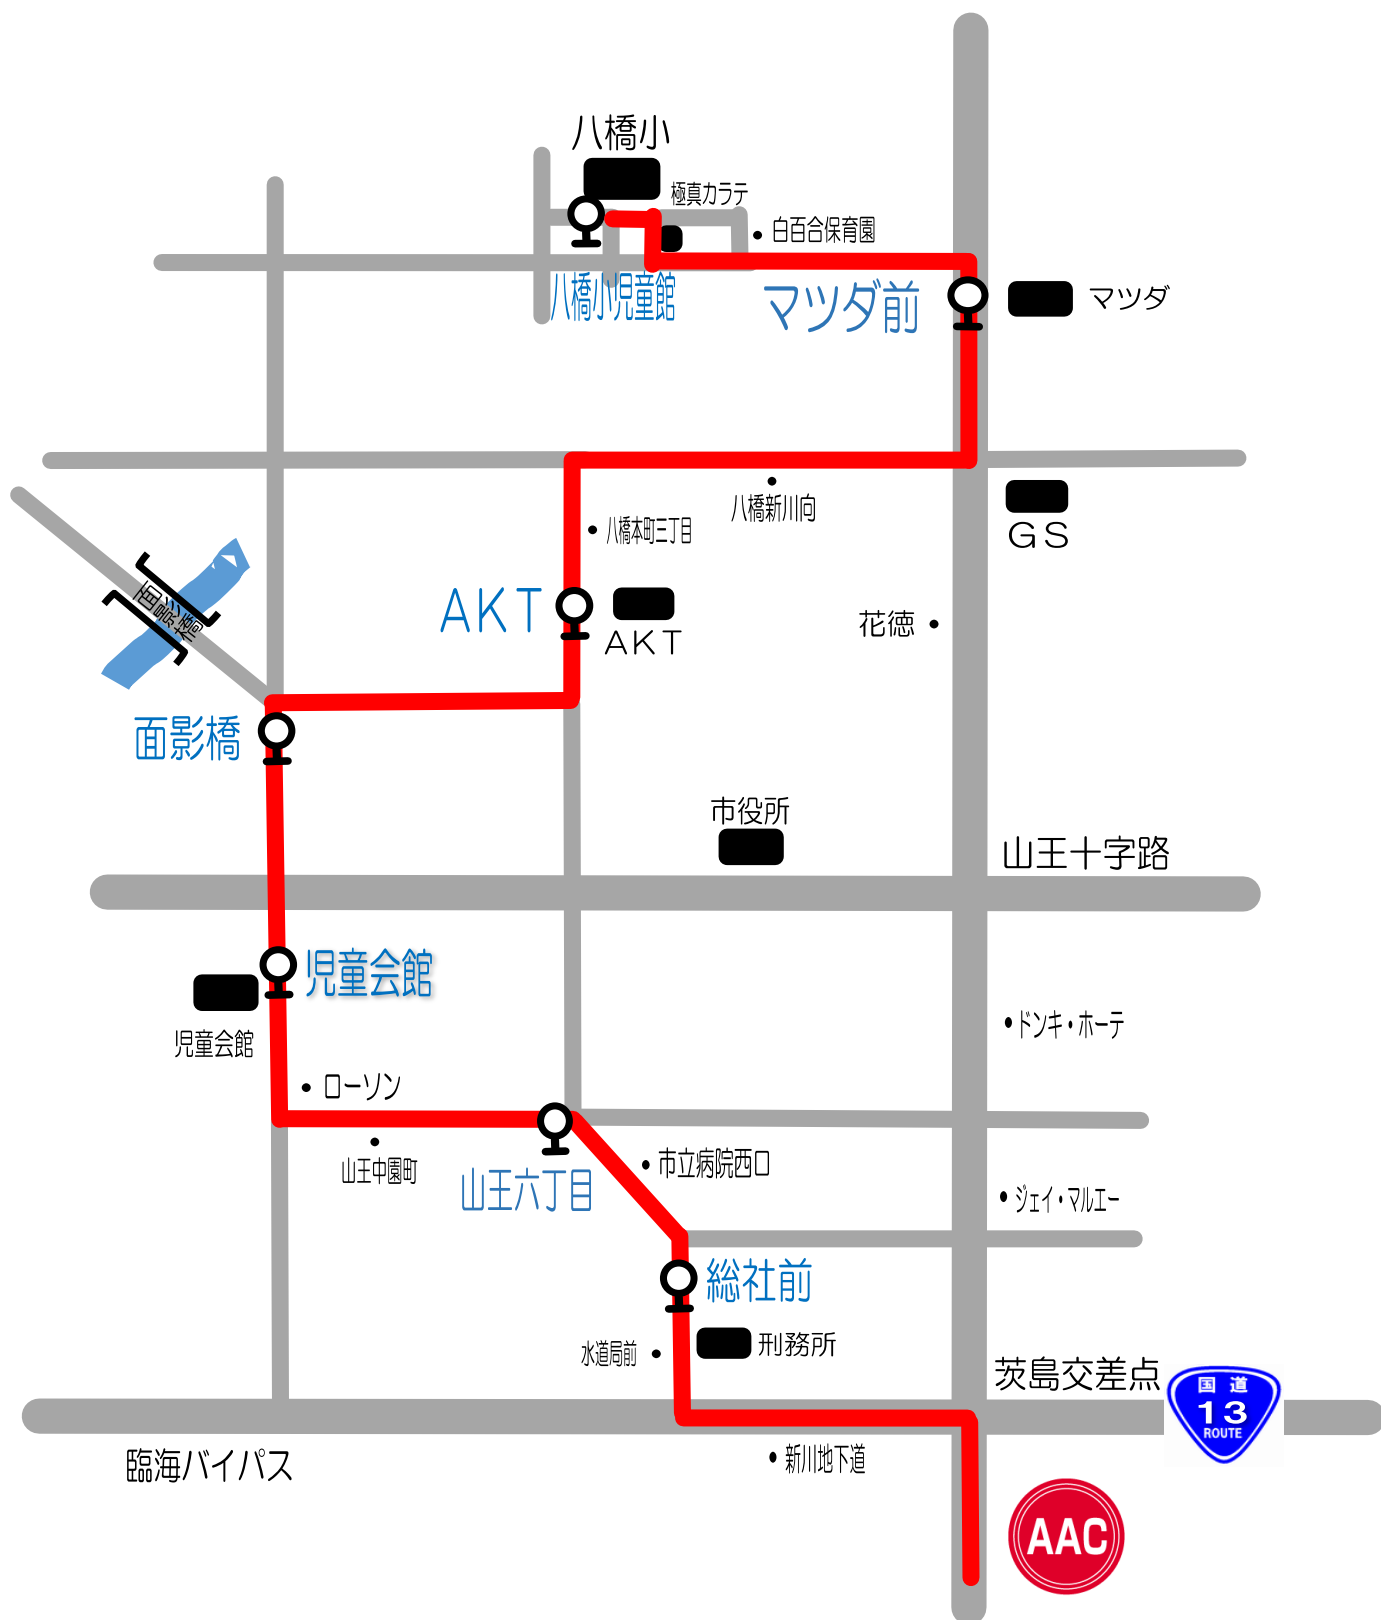 八橋小
極真カラテ
白百合保育園
八橋小児童館
マツダ前
マツダ
八橋新川向
GS
八橋本町三丁目
AKT
AKT
花徳
面影橋
面影橋
市役所
山王十字路
児童会館
児童会館
ドンキ・ホーテ
ローソン
山王中園町
山王六丁目
市立病院西口
ジェイ・マルエー
総社前
水道局前
刑務所
茨島交差点
国道
13
ROUTE
臨海バイパス
新川地下道
AAC